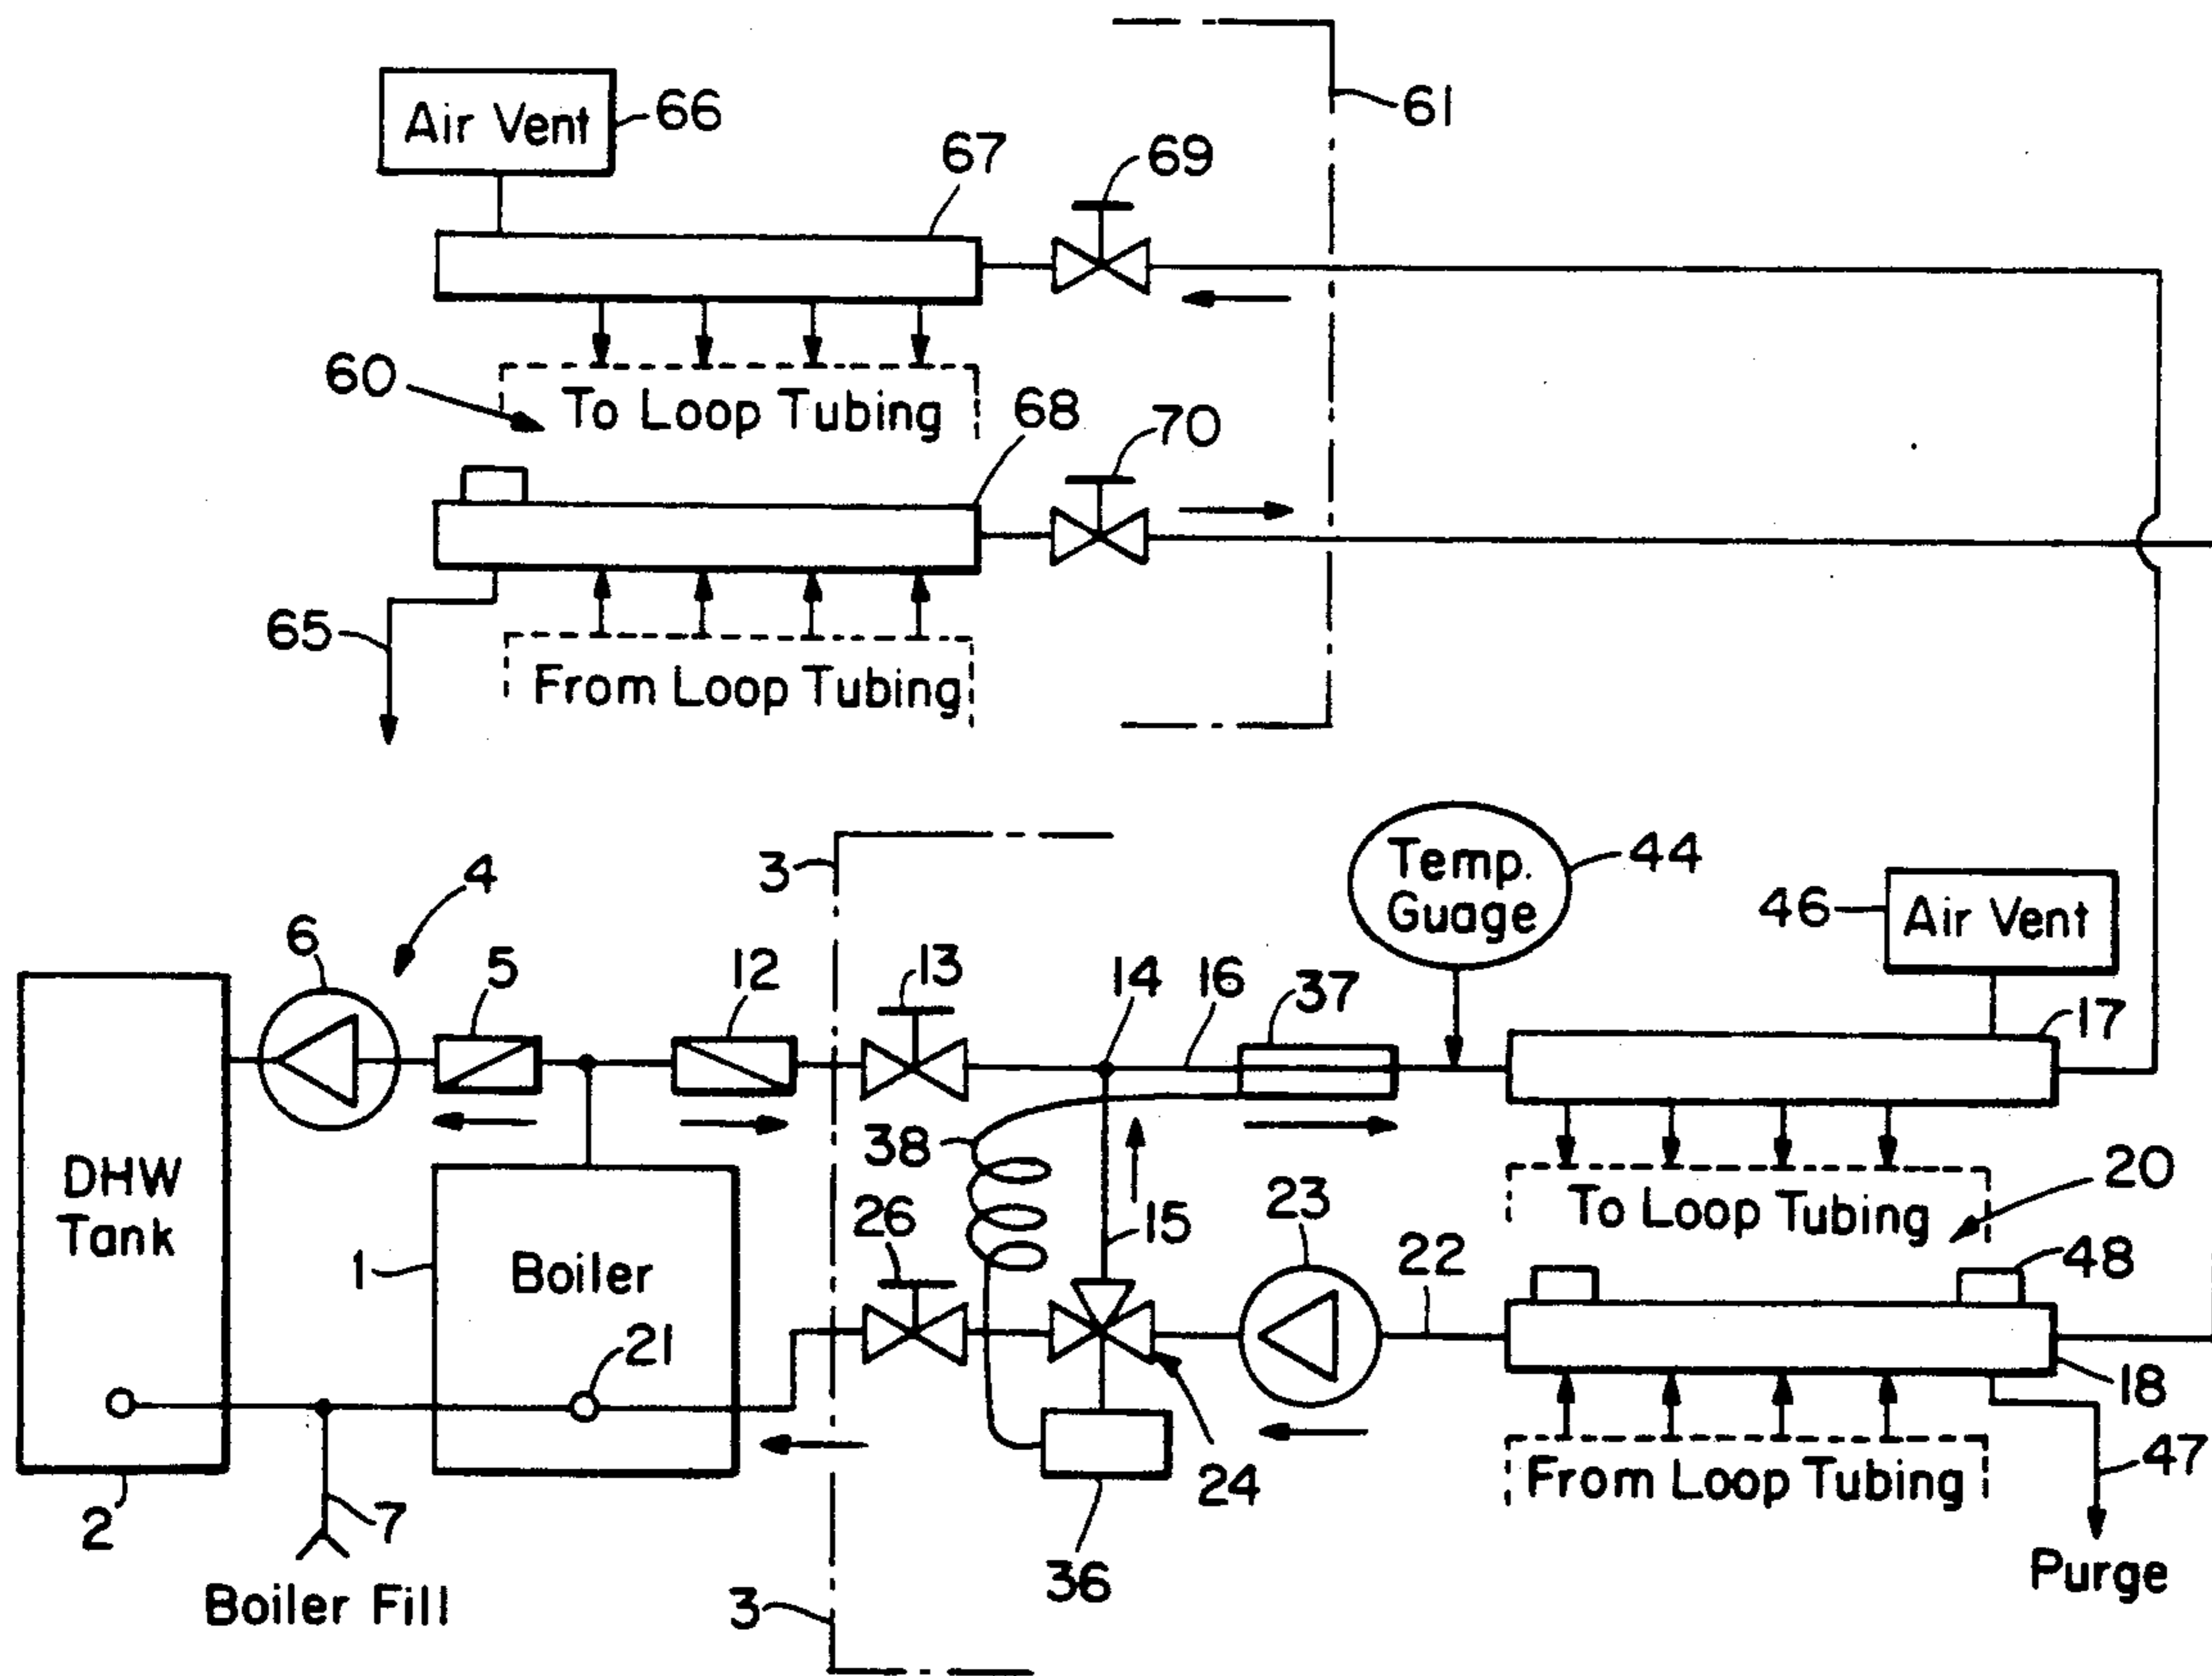 61
Air Vent
66
67
69
60
To Loop Tubing
68
70
65
From Loop Tubing
3
Temp.
Guage
44
4
46
Air Vent
6
5
12
13
14
16
37
17
DHW
Tank
38
20
1
Boiler
26
15
23
22
To Loop Tubing
48
21
18
2
7
24
From Loop Tubing
47
36
Boiler Fill
3
Purge